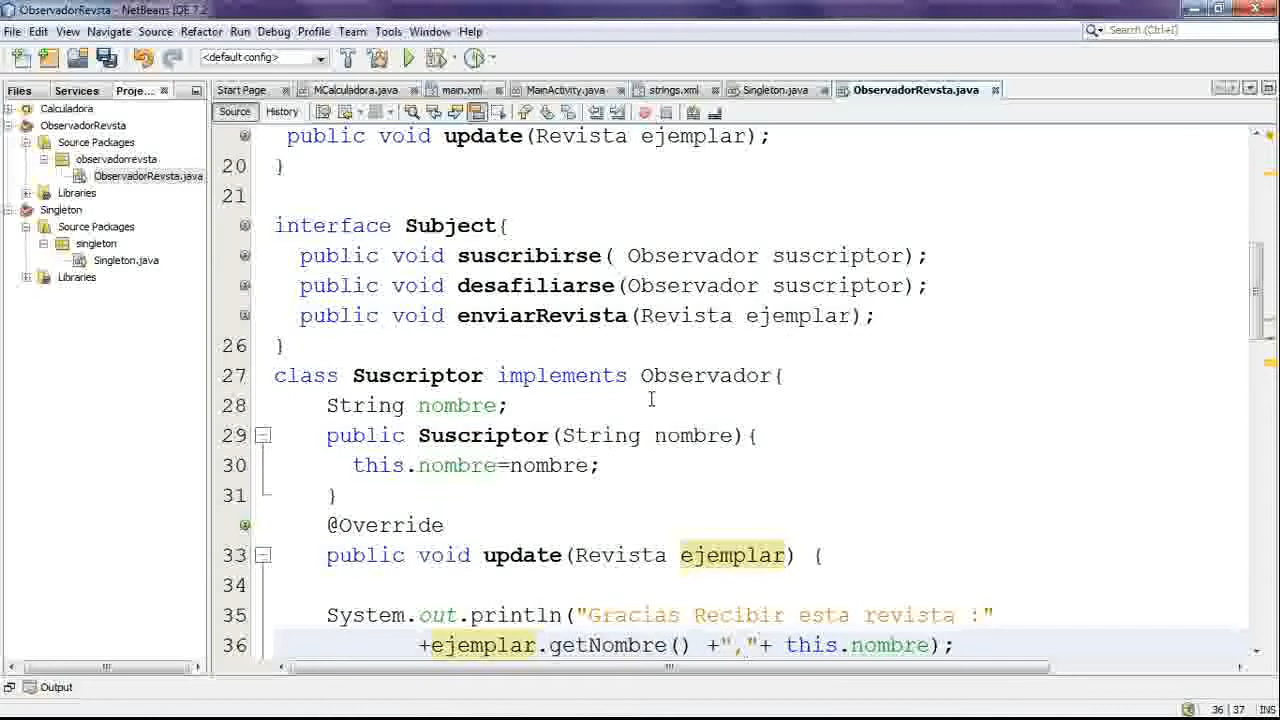 ObservadorRevsta - NetBeans IDE 7.2
File Edit View Navigate Source Refactor Run Debug Profile Team Tools Window Help
Search (Ctrl+I)
<default config>
Files Services Proje...
Start Page MCalculadora.java main.xml MainActivity.java strings.xml Singleton.java ObservadorRevsta.java
Source History
Calculadora
ObservadorRevsta
Source Packages
observadorrevsta
ObservadorRevsta.java
Libraries
Singleton
Source Packages
singleton
Singleton.java
Libraries
public void update(Revista ejemplar);
20 }
21
interface Subject{
public void suscribirse( Observador suscriptor);
public void desafiliarse(Observador suscriptor);
public void enviarRevista(Revista ejemplar);
26 }
27 class Suscriptor implements Observador{
28 String nombre;
29 public Suscriptor(String nombre){
30 this.nombre=nombre;
31 }
@Override
33 public void update(Revista ejemplar) {
34
35 System.out.println("Gracias Recibir esta revista :"
36 +ejemplar.getNombre() +","+ this.nombre);
Output
36 | 37 INS